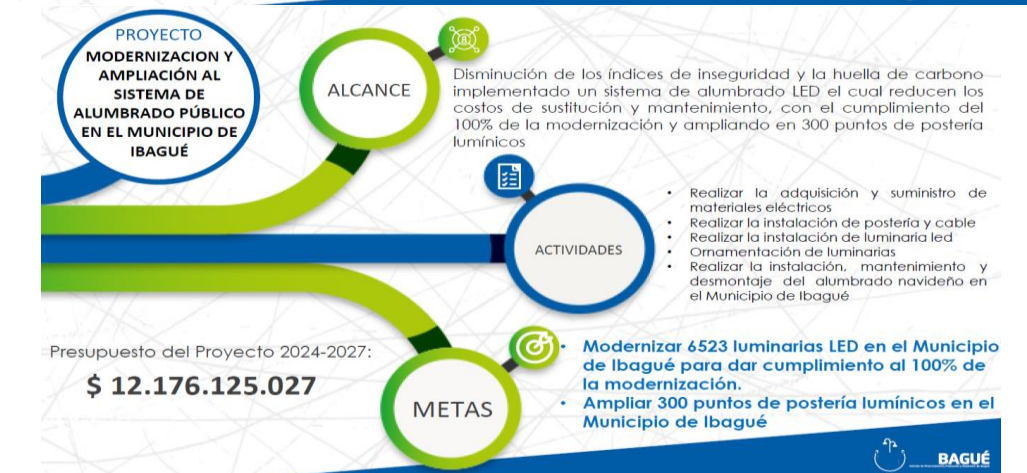 PROYECTO
MODERNIZACION Y
AMPLIACIÓN AL
SISTEMA DE
ALUMBRADO PÚBLICO
EN EL MUNICIPIO DE
IBAGUÉ
ALCANCE
Disminución de los índices de inseguridad y la huella de carbono
implementado un sistema de alumbrado LED el cual reducen los
costos de sustitución y mantenimiento, con el cumplimiento del
100% de la modernización y ampliando en 300 puntos de postería
lumínicos
ACTIVIDADES
• Realizar la adquisición y suministro de
materiales eléctricos
• Realizar la instalación de postería y cable
• Realizar la instalación de luminaria led
• Ornamentación de luminarias
• Realizar la instalación, mantenimiento y
desmontaje del alumbrado navideño en
el Municipio de Ibagué
Presupuesto del Proyecto 2024-2027:
$ 12.176.125.027
METAS
• Modernizar 6523 luminarias LED en el Municipio
de Ibagué para dar cumplimiento al 100% de
la modernización.
• Ampliar 300 puntos de postería lumínicos en el
Municipio de Ibagué
BAGUÉ